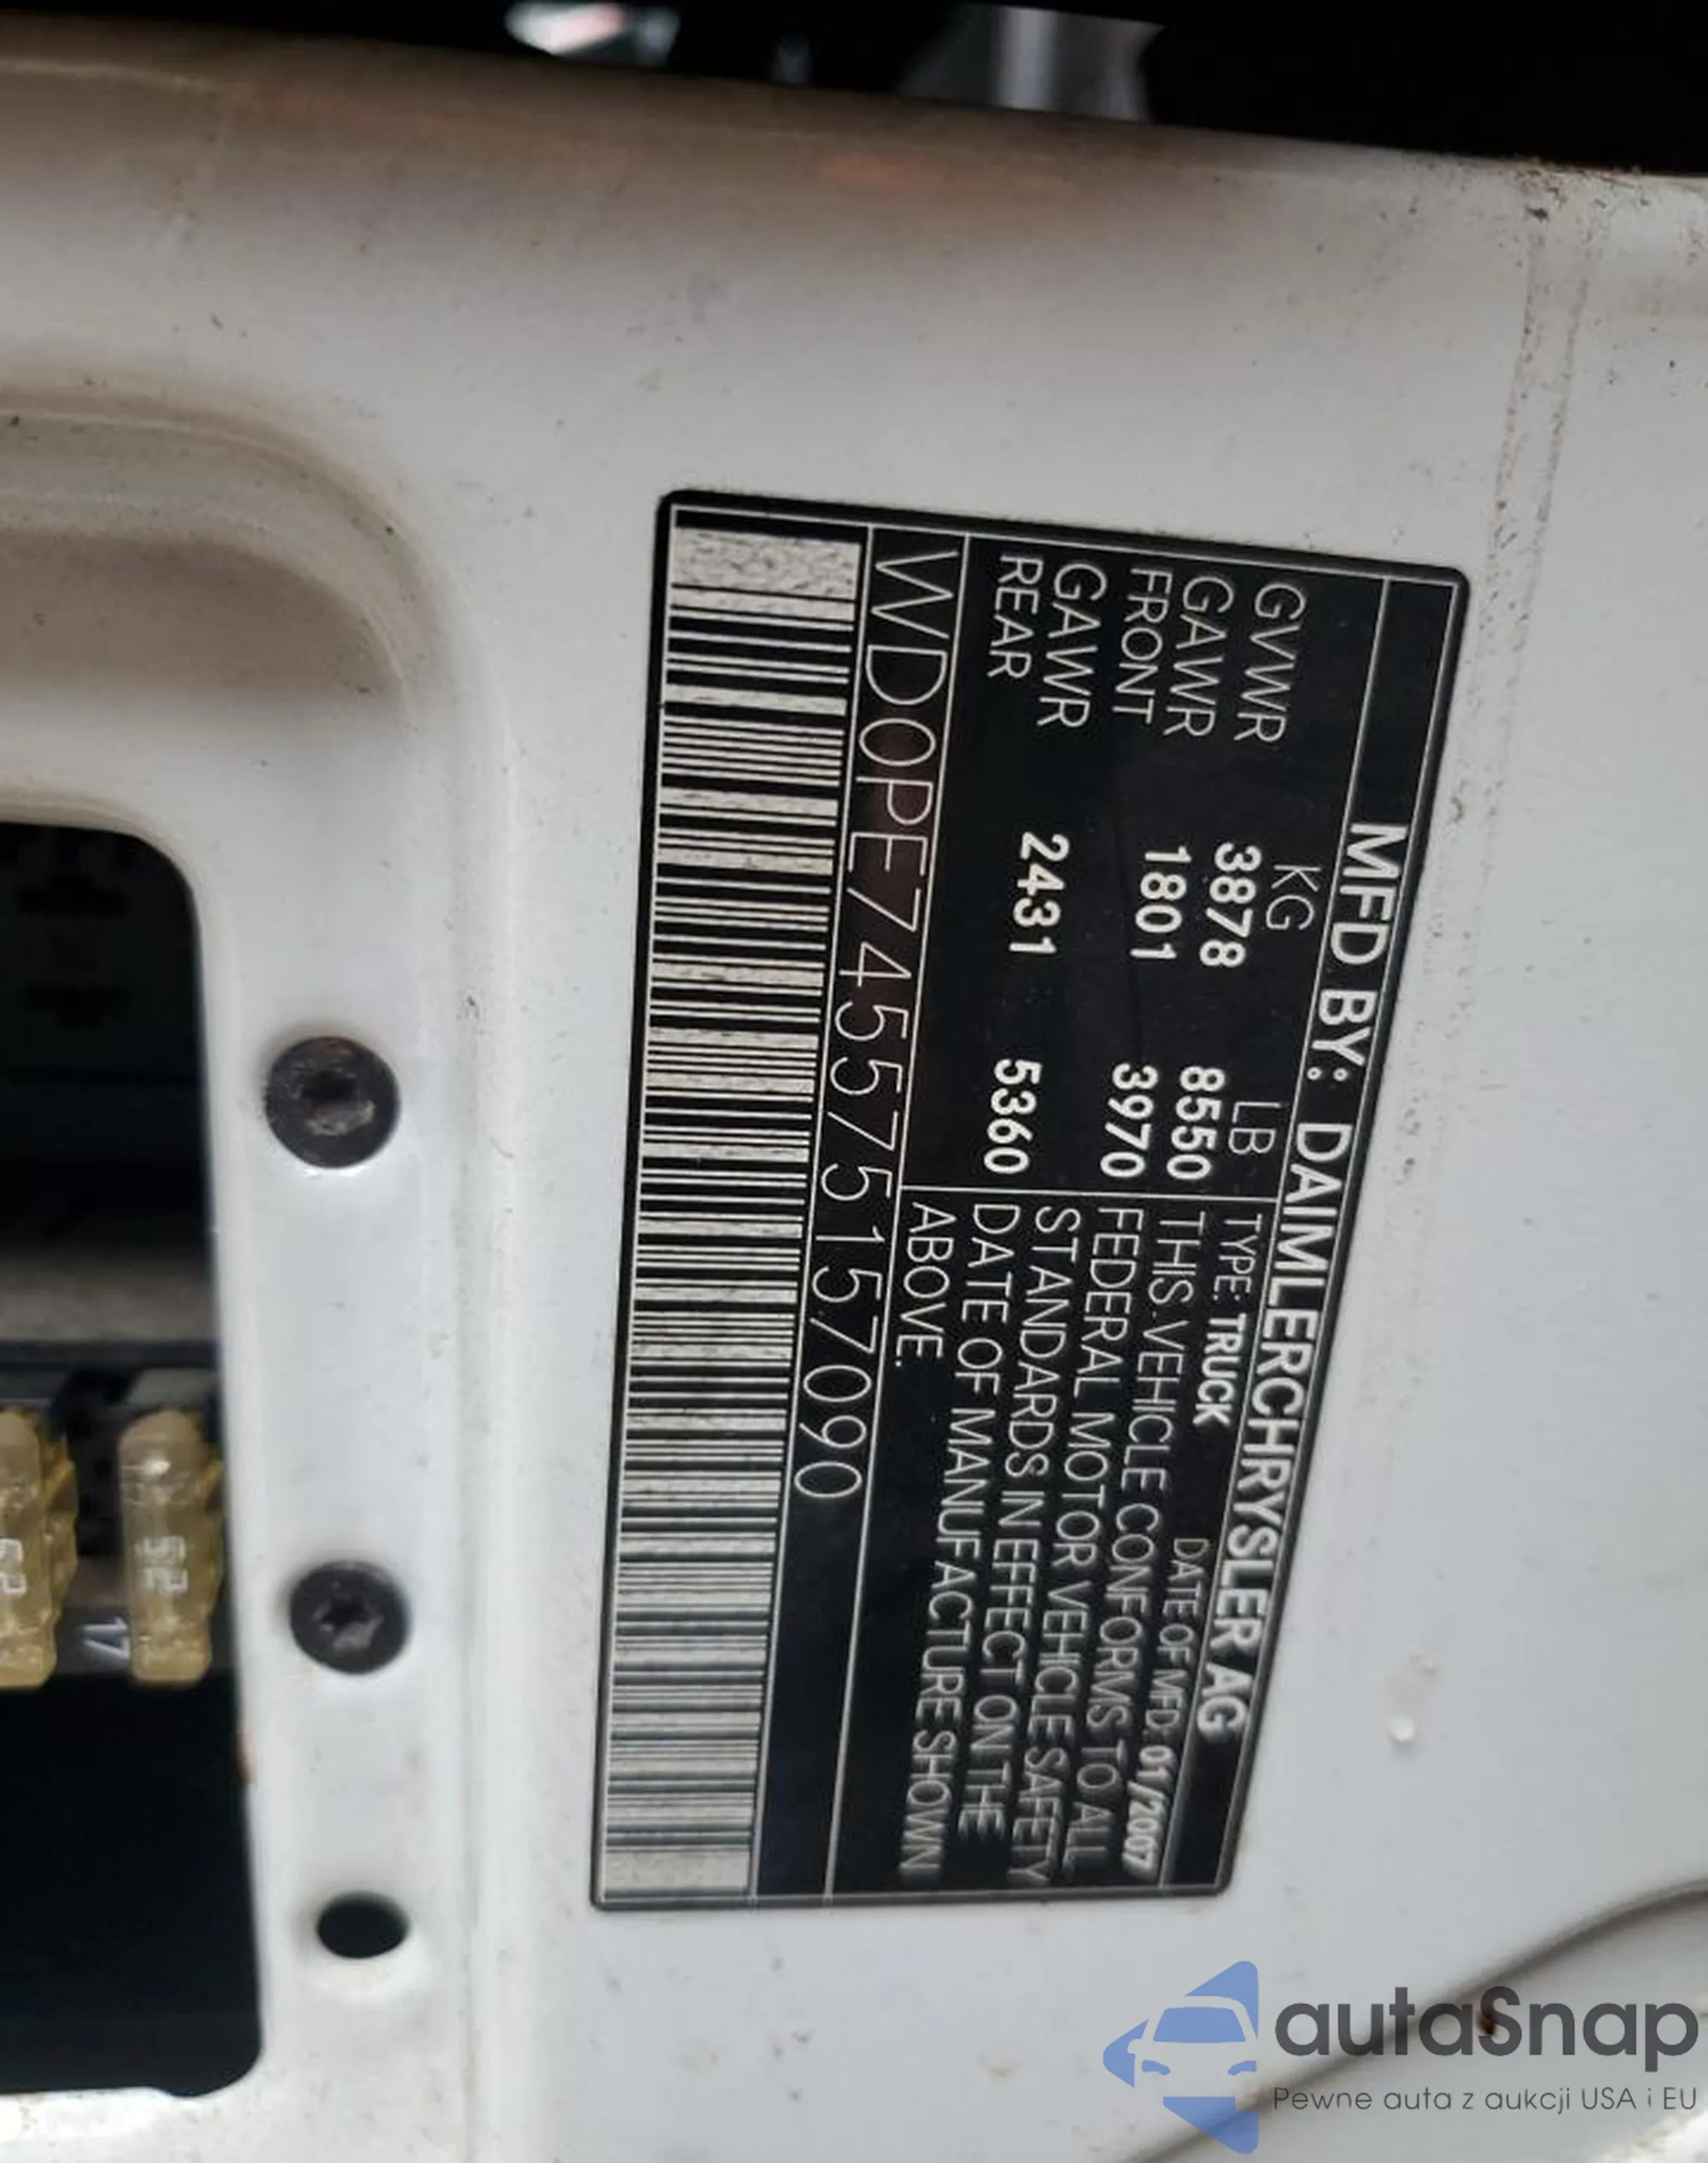 MFD BY: DAIMLERCHRYSLER AG
KG LB
GVWR 3878 8550
GAWR
FRONT 1801 3970
GAWR
REAR 2431 5360
TYPE: TRUCK DATE OF MFD: 01/2007
THIS VEHICLE CONFORMS TO ALL
FEDERAL MOTOR VEHICLE SAFETY
STANDARDS IN EFFECT ON THE
DATE OF MANUFACTURE SHOWN
ABOVE.
WD0PE745575157090
25
25
autaSnap
Pewne auta z aukcji USA i EU